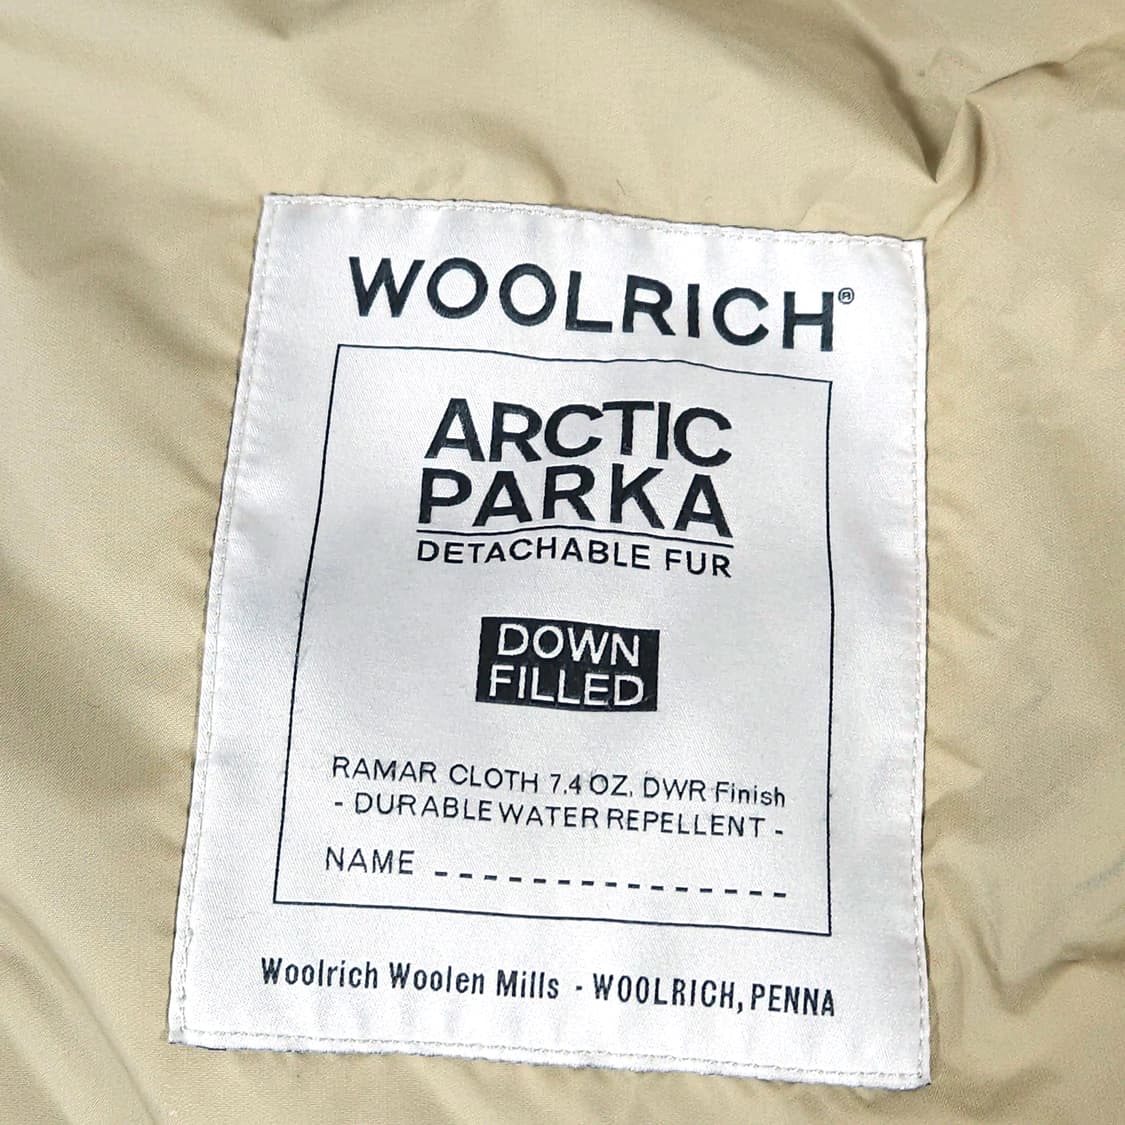 WOOLRICH®
ARCTIC
PARKA
DETACHABLE FUR
DOWN
FILLED
RAMAR CLOTH 7.4 OZ, DWR Finish
- DURABLE WATER REPELLENT -
NAME _ _ _ _ _ _ _ _ _ _ _ _ _ _ _
Woolrich Woolen Mills - WOOLRICH, PENNA